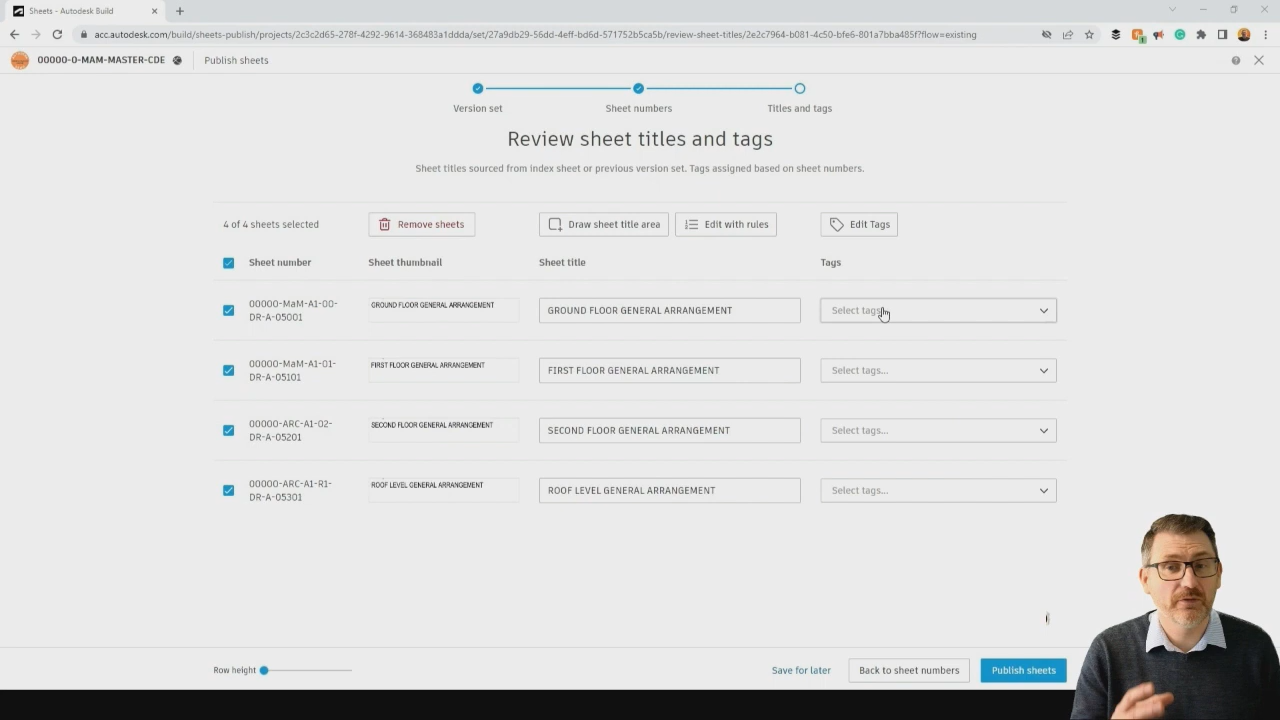 Sheets - Autodesk Build
acc.autodesk.com/build/sheets-publish/projects/2c3c2d65-278f-4292-9614-368483a1ddda/set/27a9db29-56dd-4eff-bd6d-571752b5ca5b/review-sheet-titles/2e2c7964-b081-4c50-bfe6-801a7bba485f?flow=existing
00000-0-MAM-MASTER-CDE Publish sheets
Version set Sheet numbers Titles and tags
Review sheet titles and tags
Sheet titles sourced from index sheet or previous version set. Tags assigned based on sheet numbers.
4 of 4 sheets selected Remove sheets Draw sheet title area Edit with rules Edit Tags
Sheet number Sheet thumbnail Sheet title Tags
00000-MaM-A1-00-
DR-A-05001
GROUND FLOOR GENERAL ARRANGEMENT
GROUND FLOOR GENERAL ARRANGEMENT
Select tags
00000-MaM-A1-01-
DR-A-05101
FIRST FLOOR GENERAL ARRANGEMENT
FIRST FLOOR GENERAL ARRANGEMENT
Select tags...
00000-ARC-A1-02-
DR-A-05201
SECOND FLOOR GENERAL ARRANGEMENT
SECOND FLOOR GENERAL ARRANGEMENT
Select tags...
00000-ARC-A1-R1-
DR-A-05301
ROOF LEVEL GENERAL ARRANGEMENT
ROOF LEVEL GENERAL ARRANGEMENT
Select tags...
Row height Save for later Back to sheet numbers Publish sheets